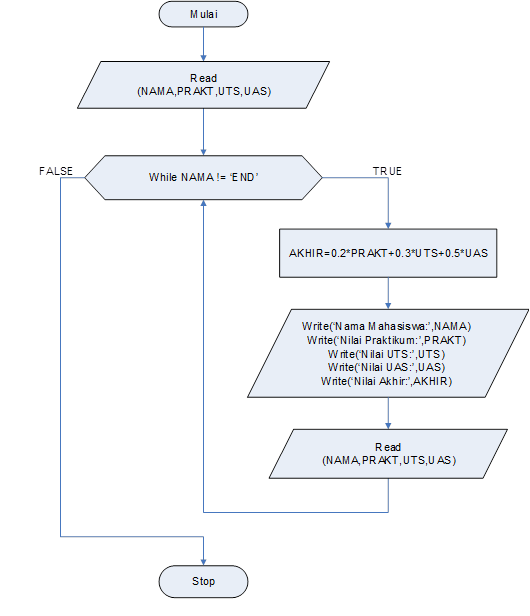 Mulai
Read
(NAMA,PRAKT,UTS,UAS)
FALSE
While NAMA != ‘END’
TRUE
AKHIR=0.2*PRAKT+0.3*UTS+0.5*UAS
Write(‘Nama Mahasiswa:’,NAMA)
Write(‘Nilai Praktikum:’,PRAKT)
Write(‘Nilai UTS:’,UTS)
Write(‘Nilai UAS:’,UAS)
Write(‘Nilai Akhir:’,AKHIR)
Read
(NAMA,PRAKT,UTS,UAS)
Stop